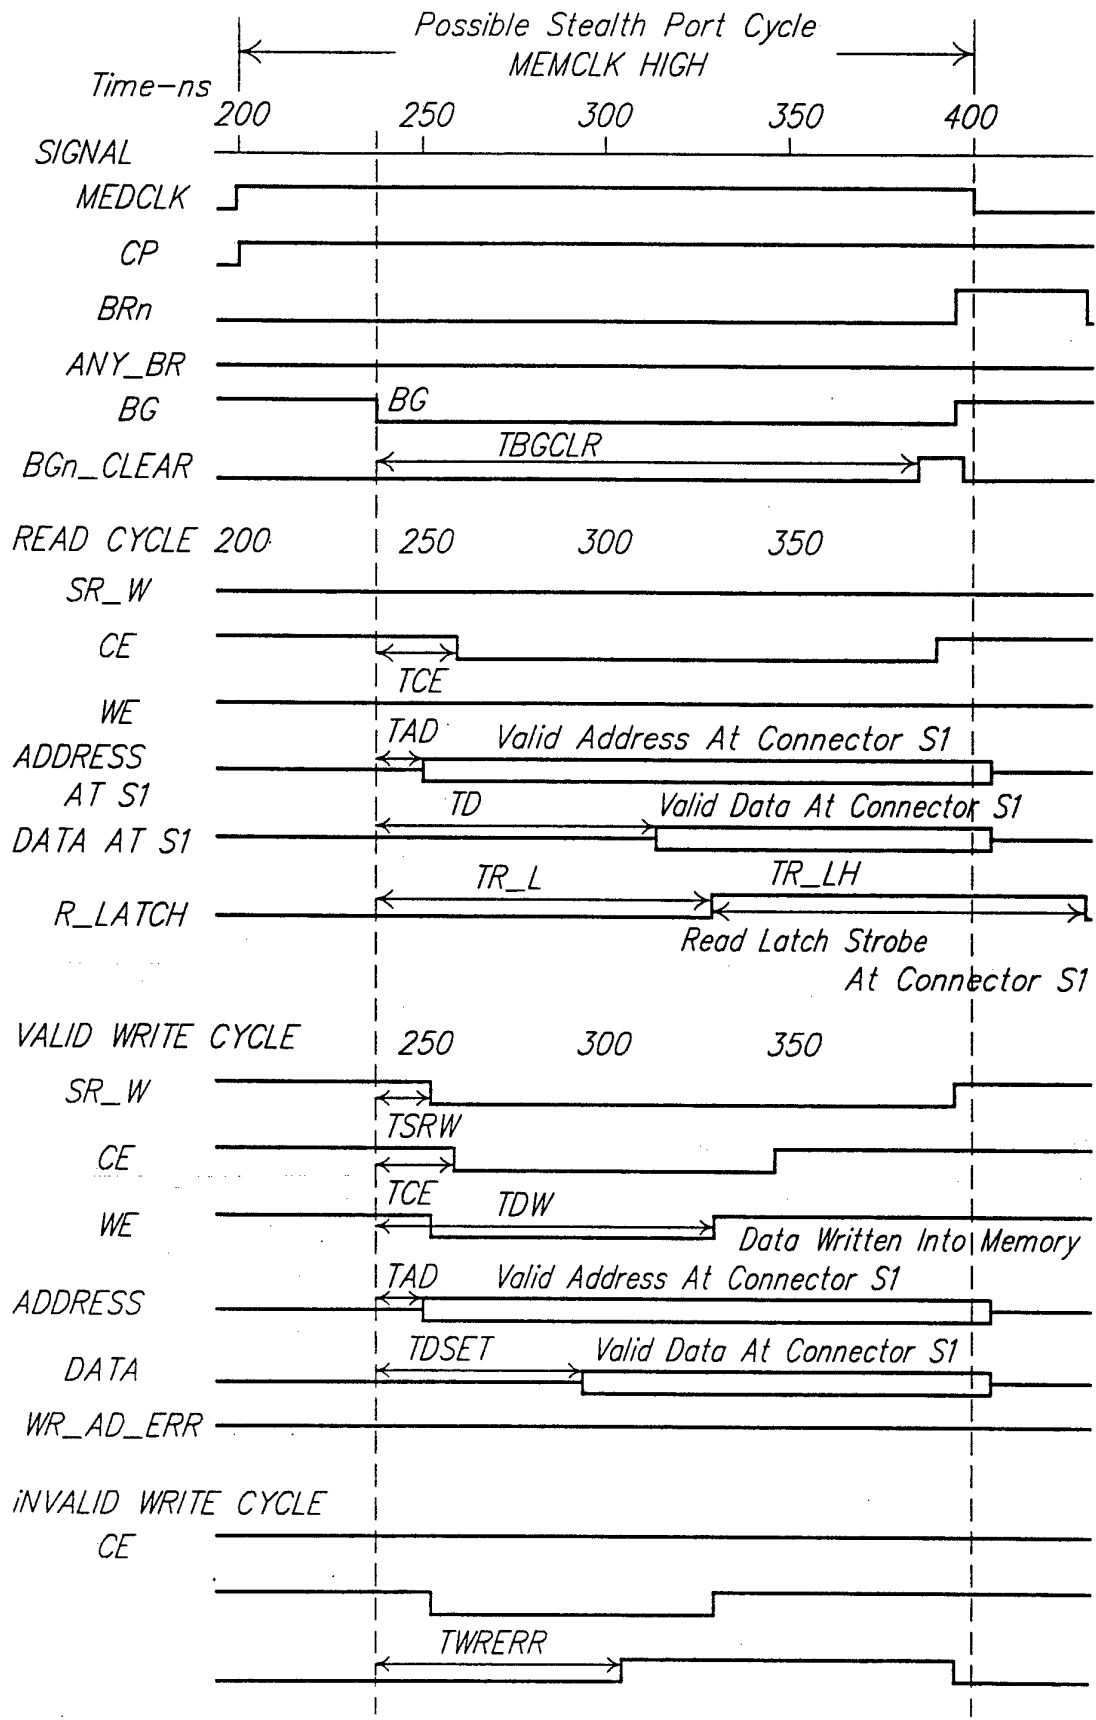 Possible Stealth Port Cycle
MEMCLK HIGH
Time-ns
200 250 300 350 400
SIGNAL
MEDCLK
CP
BRn
ANY_BR
BG BG
TBGCLR
BGn_CLEAR
READ CYCLE 200 250 300 350
SR_W
CE
TCE
WE
TAD Valid Address At Connector S1
ADDRESS
AT S1
TD Valid Data At Connector S1
DATA AT S1
TR_L TR_LH
R_LATCH
Read Latch Strobe
At Connector S1
VALID WRITE CYCLE 250 300 350
SR_W
TSRW
CE
TCE TDW
WE
Data Written Into Memory
TAD Valid Address At Connector S1
ADDRESS
TDSET Valid Data At Connector S1
DATA
WR_AD_ERR
iNVALID WRITE CYCLE
CE
TWRERR